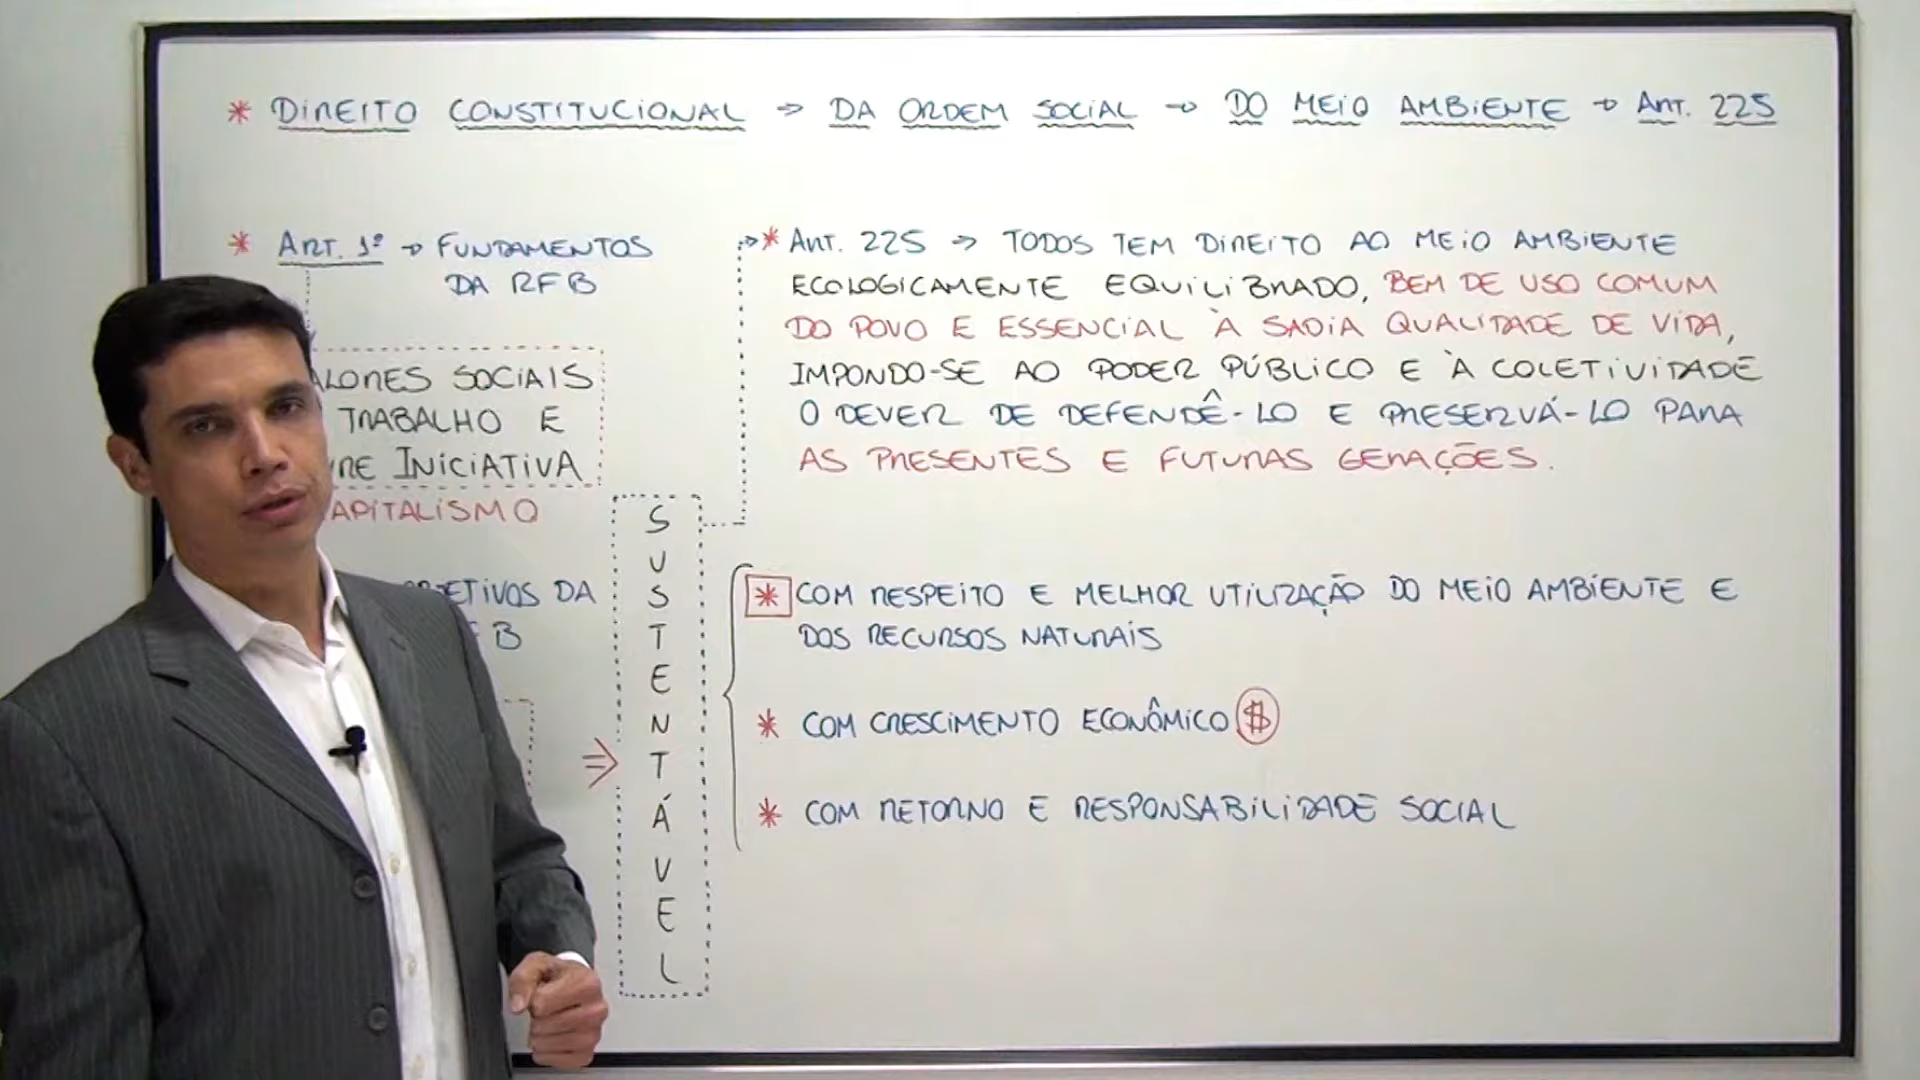 * DIREITO CONSTITUCIONAL → DA ORDEM SOCIAL → DO MEIO AMBIENTE → ART. 225
* ART. 1º → FUNDAMENTOS
DA RFB
SOCIAIS
TRABALHO E
INICIATIVA
DA
* ART. 225 → TODOS TEM DIREITO AO MEIO AMBIENTE
ECOLOGICAMENTE EQUILIBRADO, BEM DE USO COMUM
DO POVO E ESSENCIAL À SADIA QUALIDADE DE VIDA,
IMPONDO-SE AO PODER PÚBLICO E À COLETIVIDADE
O DEVER DE DEFENDÊ-LO E PRESERVÁ-LO PARA
AS PRESENTES E FUTURAS GERAÇÕES.
⇒ SUSTENTÁVEL
* COM RESPEITO E MELHOR UTILIZAÇÃO DO MEIO AMBIENTE E
DOS RECURSOS NATURAIS
* COM CRESCIMENTO ECONÔMICO $
* COM RETORNO E RESPONSABILIDADE SOCIAL